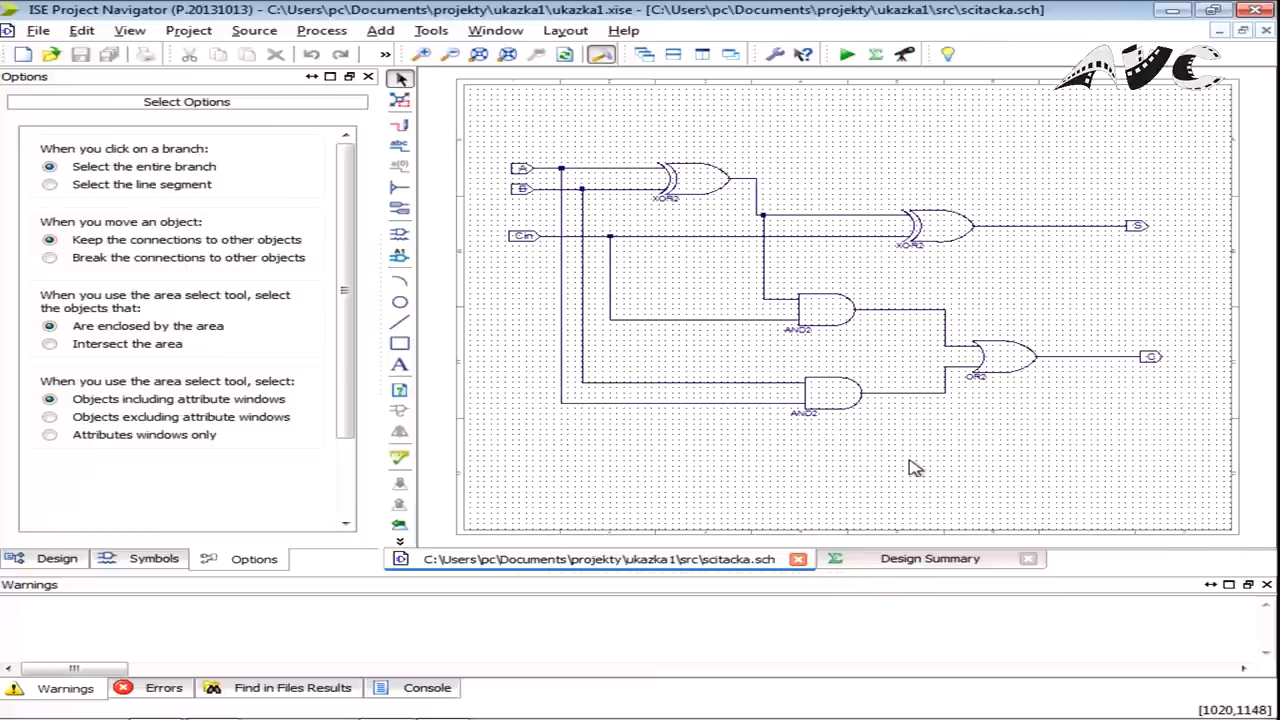 ISE Project Navigator (P.20131013) - C:\Users\pc\Documents\projekty\ukazka1\ukazka1.xise - [C:\Users\pc\Documents\projekty\ukazka1\src\scitacka.sch]
File Edit View Project Source Process Add Tools Window Layout Help
Options
Select Options
When you click on a branch:
Select the entire branch
Select the line segment
When you move an object:
Keep the connections to other objects
Break the connections to other objects
When you use the area select tool, select
the objects that:
Are enclosed by the area
Intersect the area
When you use the area select tool, select:
Objects including attribute windows
Objects excluding attribute windows
Attributes windows only
AVC
A
B
XOR2
Cin
XOR2
S
AND2
C
OR2
AND2
Design Symbols Options
C:\Users\pc\Documents\projekty\ukazka1\src\scitacka.sch Design Summary
Warnings
Warnings Errors Find in Files Results Console
[1020,1148]